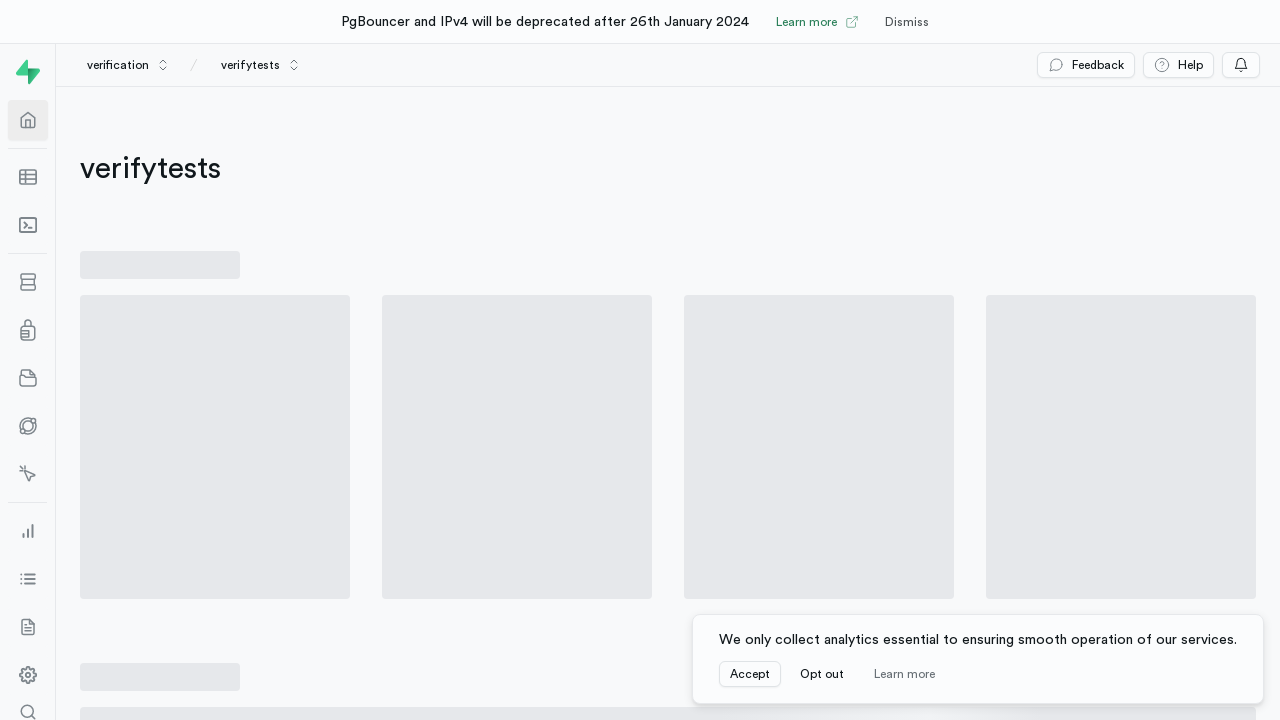 PgBouncer and IPv4 will be deprecated after 26th January 2024 Learn more Dismiss
verification / verifytests Feedback Help
verifytests
We only collect analytics essential to ensuring smooth operation of our services.
Accept Opt out Learn more